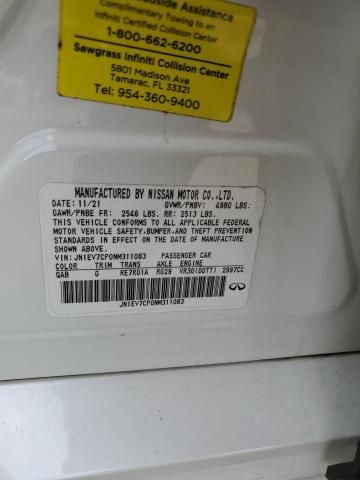 Roadside Assistance
Complimentary Towing to an
Infiniti Certified Collision Center
1-800-662-6200
Sawgrass Infiniti Collision Center
5801 Madison Ave
Tamarac, FL 33321
Tel: 954-360-9400
MANUFACTURED BY NISSAN MOTOR CO.,LTD.
DATE: 11/21 GVWR/PNBV: 4980 LBS.
GAWR/PNBE FR: 2546 LBS. RR: 2513 LBS.
THIS VEHICLE CONFORMS TO ALL APPLICABLE FEDERAL
MOTOR VEHICLE SAFETY,BUMPER,AND THEFT PREVENTION
STANDARDS IN EFFECT ON THE DATE OF MANUFACTURE
SHOWN ABOVE.
VIN: JN1EV7CP0NM311083 PASSENGER CAR
COLOR TRIM TRANS AXLE ENGINE
QAB G RE7R01A RG29 VR30(DDTT) 2997CC
JN1EV7CP0NM311083
INFINITI